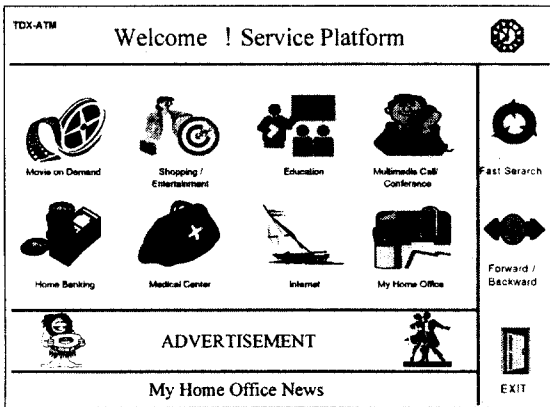 TDX-ATM
Welcome ! Service Platform
Movie on Demand
Shopping /
Entertainment
Education
Multimedia Call/
Conference
Fast Serarch
Home Banking
Medical Center
Internet
My Home Office
Forward /
Backward
ADVERTISEMENT
My Home Office News
EXIT